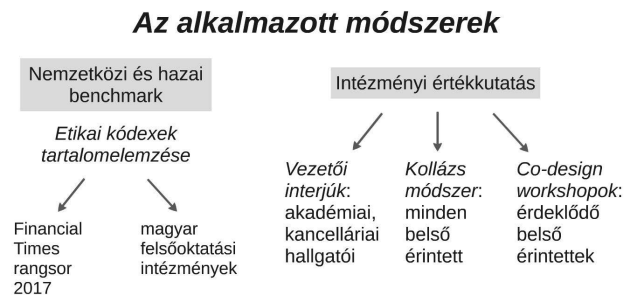 Az alkalmazott módszerek
Nemzetközi és hazai
benchmark
Etikai kódexek
tartalomelemzése
Financial
Times
rangsor
2017
magyar
felsőoktatási
intézmények
Intézményi értékkutatás
Vezetői
interjúk:
akadémiai,
kancelláriai
hallgatói
Kollázs
módszer:
minden
belső
érintett
Co-design
workshopok:
érdeklődő
belső
érintettek